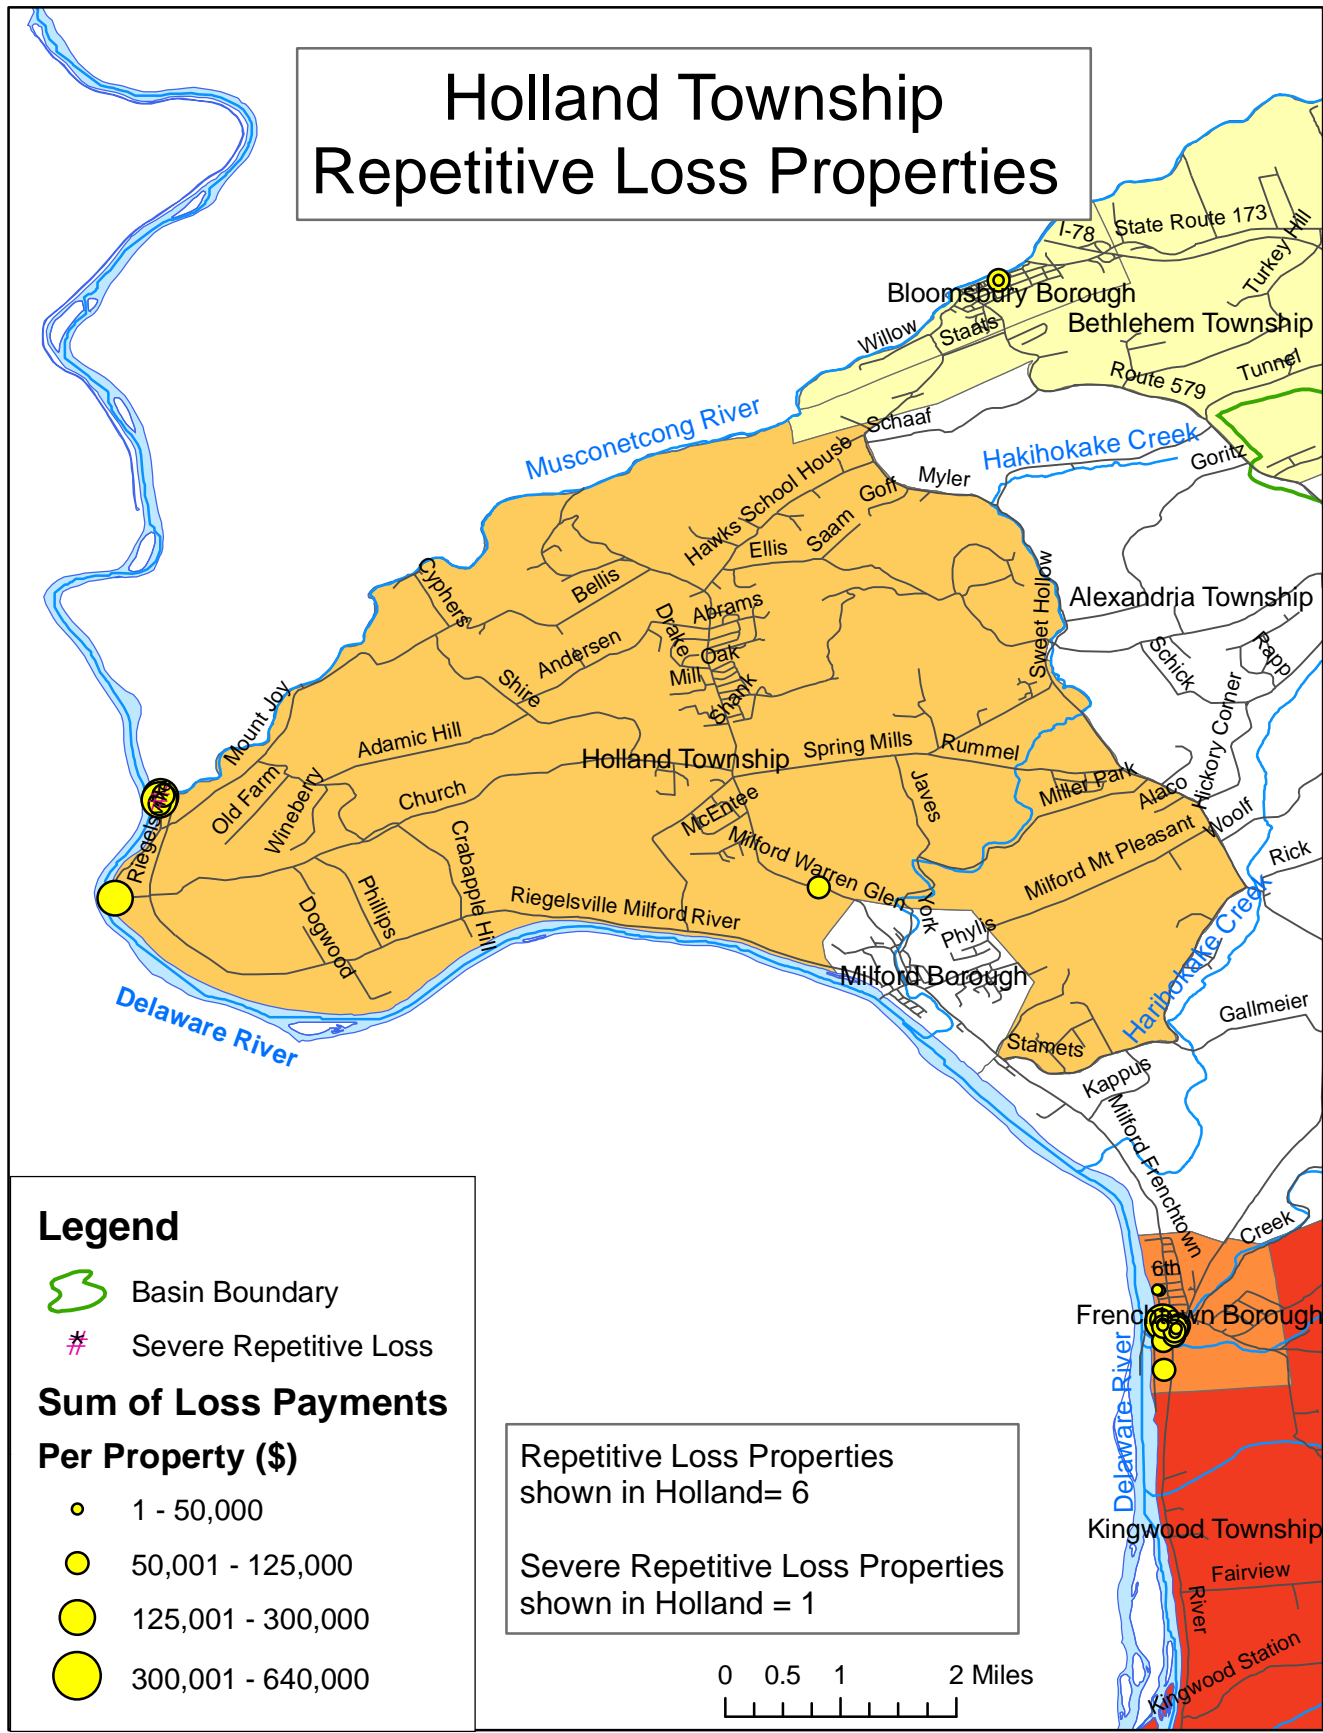 Holland Township
Repetitive Loss Properties
I-78
State Route 173
Turkey Hill
Bloomsbury Borough
Bethlehem Township
Willow
Staats
Route 579
Tunnel
Musconetcong River
Schaaf
Hakihokake Creek
Goritz
Hawks School House
Goff
Myler
Saam
Ellis
Cyphers
Bellis
Sweet Hollow
Abrams
Alexandria Township
Drake
Andersen
Oak
Schick
Rapp
Mill
Shire
Shank
Hickory Corner
Mount Joy
Adamic Hill
Spring Mills
Rummel
Holland Township
Old Farm
Wineberry
Church
Javes
Miller Park
Alaco
McEntee
Woolf
Riegelsville
Crabapple Hill
Milford Warren Glen
Milford Mt Pleasant
Rick
Phillips
Dogwood
Riegelsville Milford River
York
Phylis
Milford Borough
Harihokake Creek
Delaware River
Gallmeier
Stamets
Kappus
Milford Frenchtown
Creek
6th
Frenchtown Borough
Delaware River
Kingwood Township
Fairview
River
Kingwood Station
Legend
Basin Boundary
# Severe Repetitive Loss
Sum of Loss Payments
Per Property ($)
1 - 50,000
50,001 - 125,000
125,001 - 300,000
300,001 - 640,000
Repetitive Loss Properties
shown in Holland= 6
Severe Repetitive Loss Properties
shown in Holland = 1
0 0.5 1 2 Miles